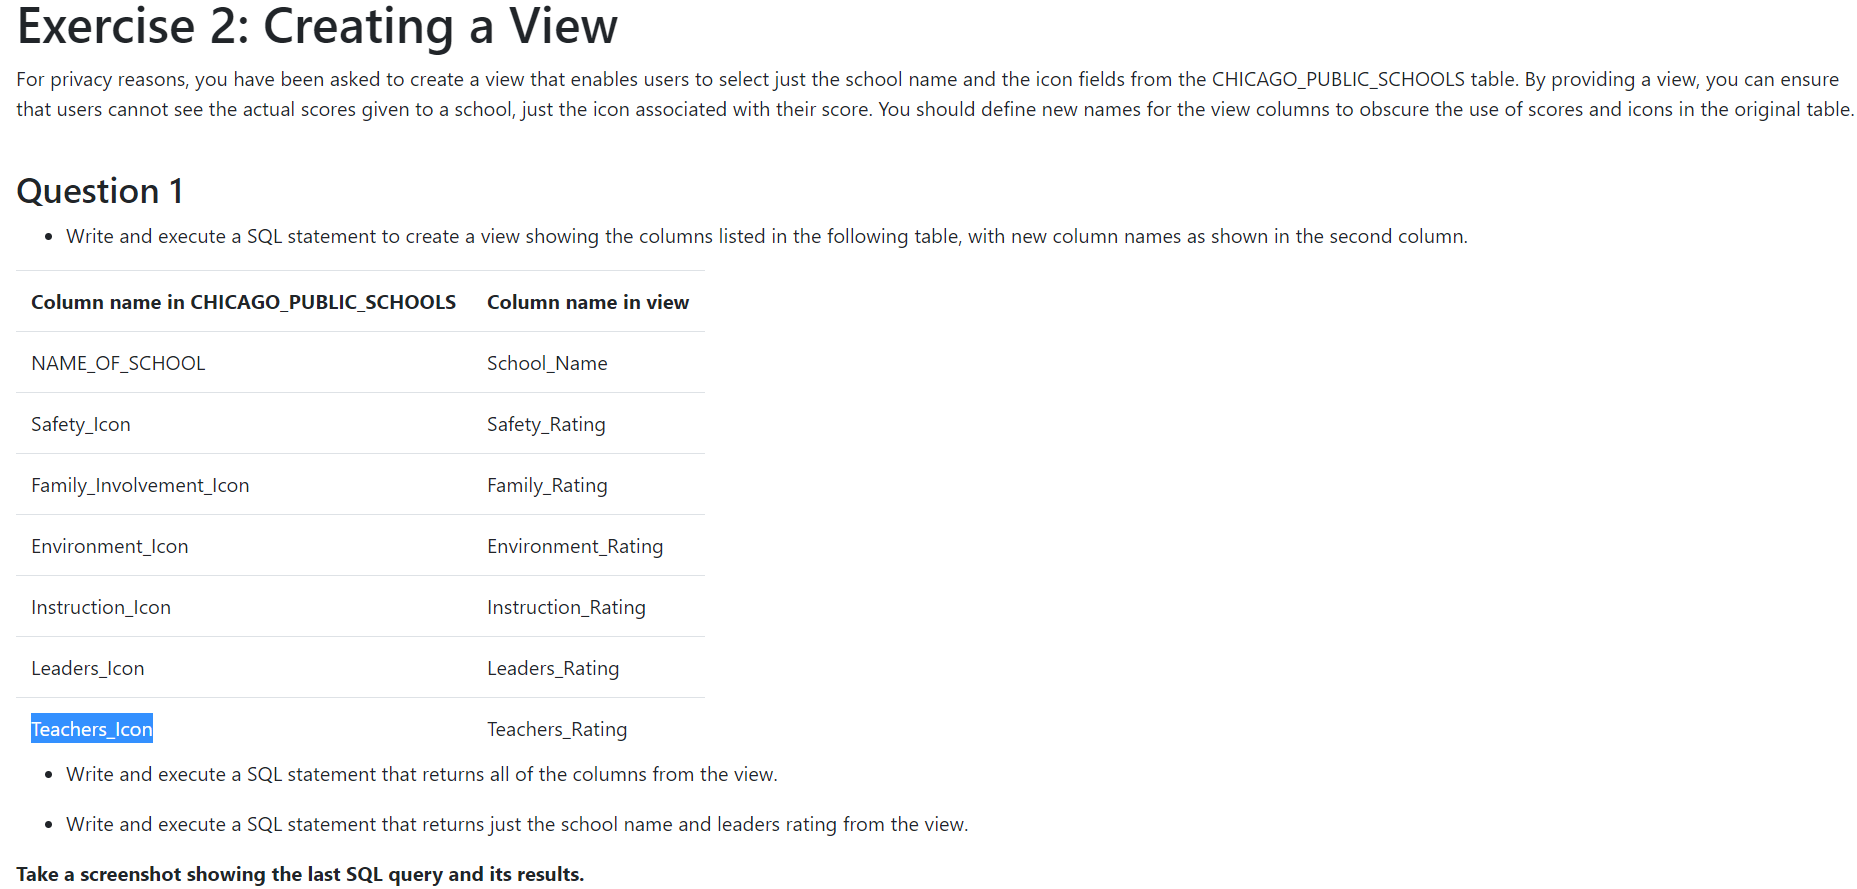 Exercise 2: Creating a View
For privacy reasons, you have been asked to create a view that enables users to select just the school name and the icon fields from the CHICAGO_PUBLIC_SCHOOLS table. By providing a view, you can ensure
that users cannot see the actual scores given to a school, just the icon associated with their score. You should define new names for the view columns to obscure the use of scores and icons in the original table.
Question 1
• Write and execute a SQL statement to create a view showing the columns listed in the following table, with new column names as shown in the second column.
Column name in CHICAGO_PUBLIC_SCHOOLS Column name in view
NAME_OF_SCHOOL School_Name
Safety_Icon Safety_Rating
Family_Involvement_Icon Family_Rating
Environment_Icon Environment_Rating
Instruction_Icon Instruction_Rating
Leaders_Icon Leaders_Rating
Teachers_Icon Teachers_Rating
• Write and execute a SQL statement that returns all of the columns from the view.
• Write and execute a SQL statement that returns just the school name and leaders rating from the view.
Take a screenshot showing the last SQL query and its results.